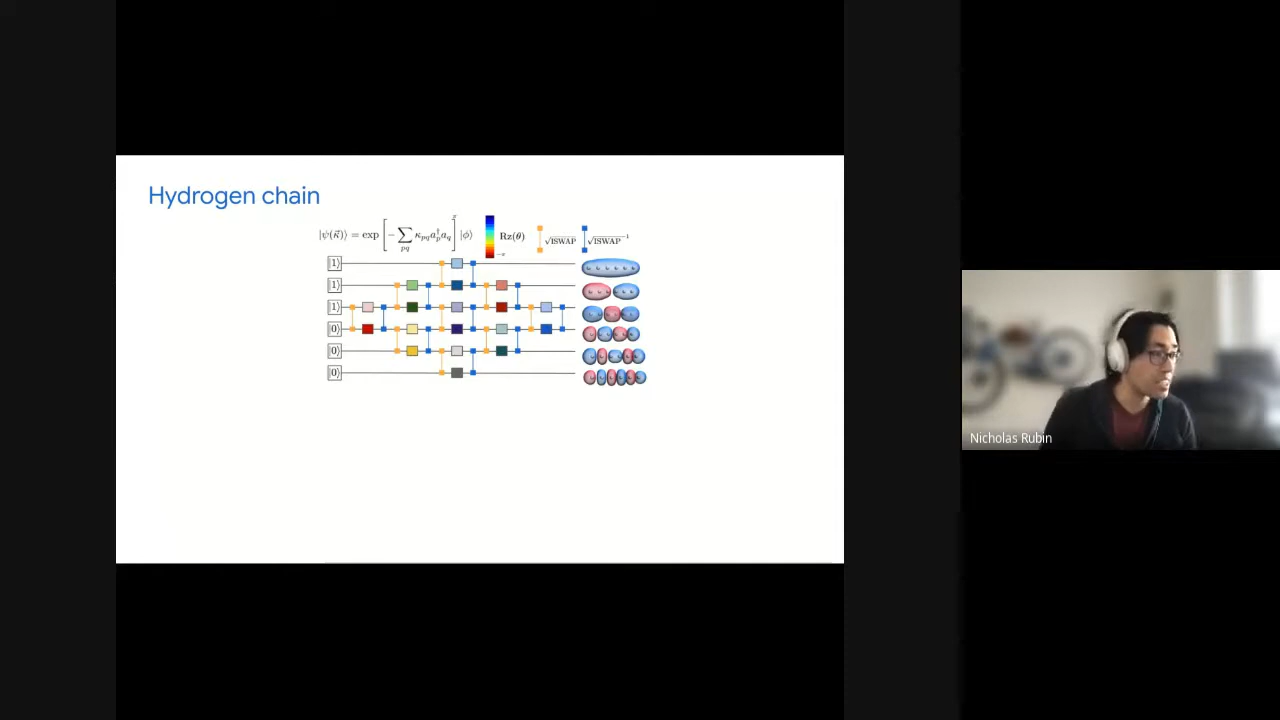 Hydrogen chain
|ψ(κ⃗)⟩ = exp [ − ∑pq κpq a†p aq ] |ϕ⟩
Rz(θ)
√iSWAP
√iSWAP⁻¹
|1⟩
|1⟩
|1⟩
|0⟩
|0⟩
|0⟩
Nicholas Rubin